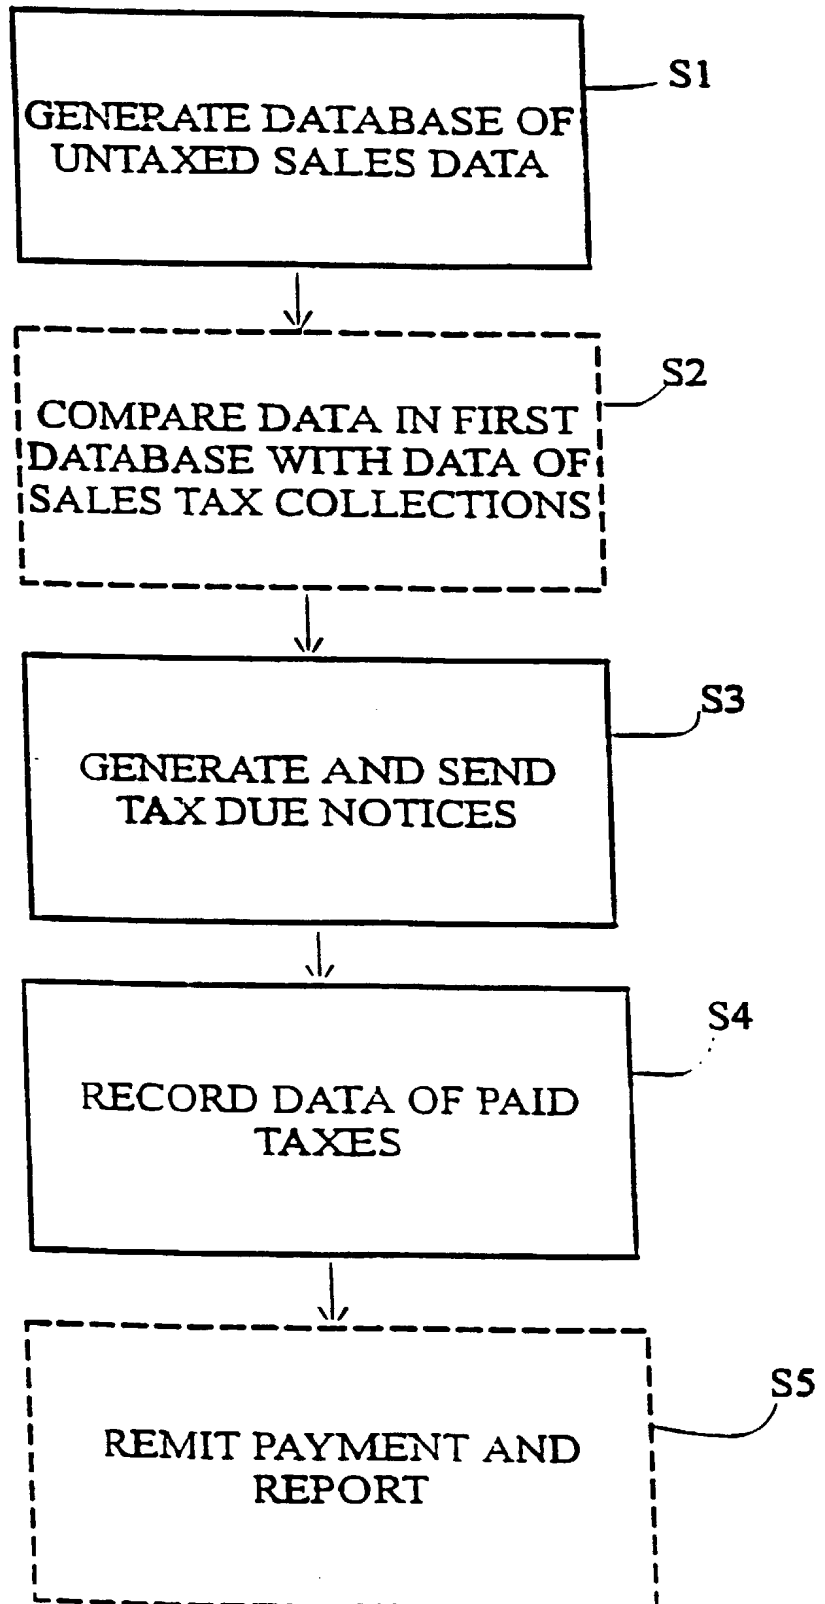 S1
GENERATE DATABASE OF
UNTAXED SALES DATA
S2
COMPARE DATA IN FIRST
DATABASE WITH DATA OF
SALES TAX COLLECTIONS
S3
GENERATE AND SEND
TAX DUE NOTICES
S4
RECORD DATA OF PAID
TAXES
S5
REMIT PAYMENT AND
REPORT